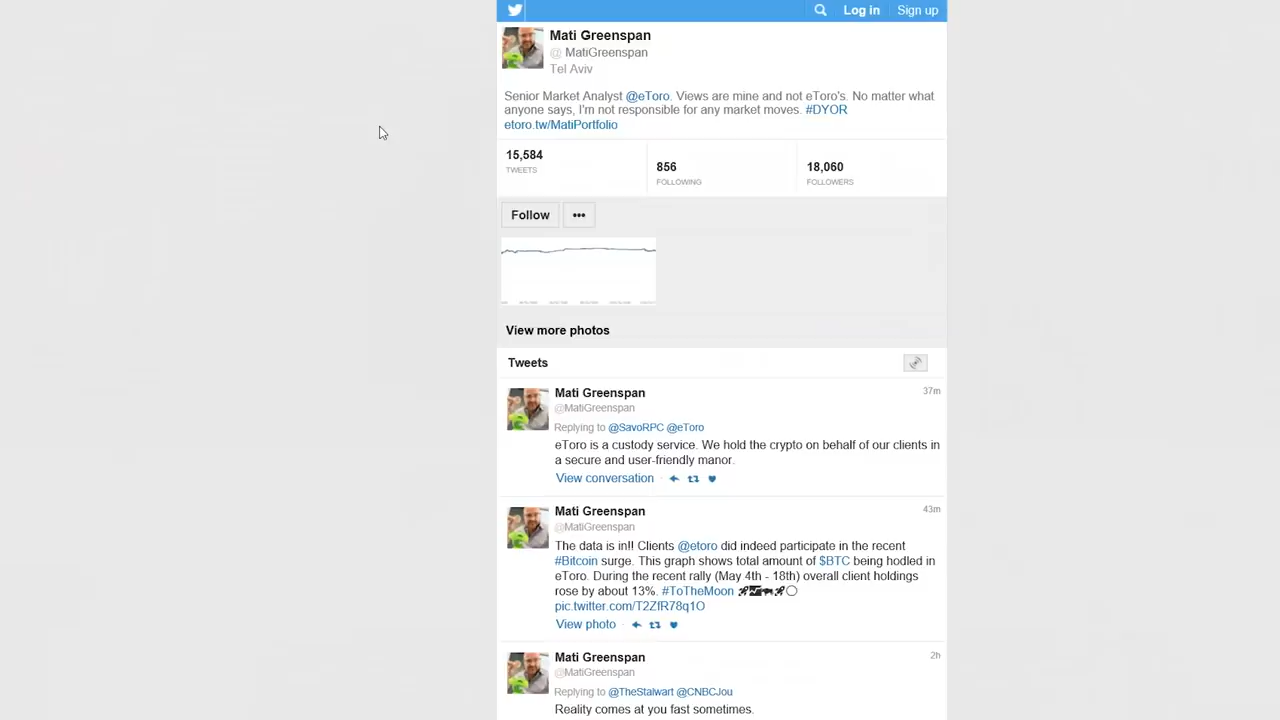 Log in Sign up
Mati Greenspan
@ MatiGreenspan
Tel Aviv
Senior Market Analyst @eToro. Views are mine and not eToro's. No matter what
anyone says, I'm not responsible for any market moves. #DYOR
etoro.tw/MatiPortfolio
15,584
TWEETS
856
FOLLOWING
18,060
FOLLOWERS
Follow •••
View more photos
Tweets
Mati Greenspan 37m
@MatiGreenspan
Replying to @SavoRPC @eToro
eToro is a custody service. We hold the crypto on behalf of our clients in
a secure and user-friendly manor.
View conversation ·
Mati Greenspan 43m
@MatiGreenspan
The data is in!! Clients @etoro did indeed participate in the recent
#Bitcoin surge. This graph shows total amount of $BTC being hodled in
eToro. During the recent rally (May 4th - 18th) overall client holdings
rose by about 13%. #ToTheMoon
pic.twitter.com/T2ZfR78q1O
View photo ·
Mati Greenspan 2h
@MatiGreenspan
Replying to @TheStalwart @CNBCJou
Reality comes at you fast sometimes.